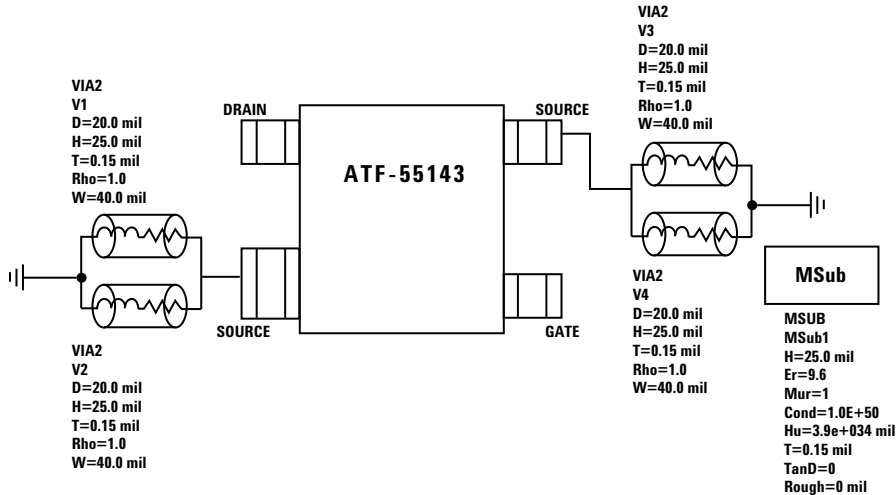 VIA2
V1
D=20.0 mil
H=25.0 mil
T=0.15 mil
Rho=1.0
W=40.0 mil
DRAIN
ATF-55143
SOURCE
VIA2
V3
D=20.0 mil
H=25.0 mil
T=0.15 mil
Rho=1.0
W=40.0 mil
VIA2
V2
D=20.0 mil
H=25.0 mil
T=0.15 mil
Rho=1.0
W=40.0 mil
SOURCE
GATE
VIA2
V4
D=20.0 mil
H=25.0 mil
T=0.15 mil
Rho=1.0
W=40.0 mil
MSub
MSUB
MSub1
H=25.0 mil
Er=9.6
Mur=1
Cond=1.0E+50
Hu=3.9e+034 mil
T=0.15 mil
TanD=0
Rough=0 mil